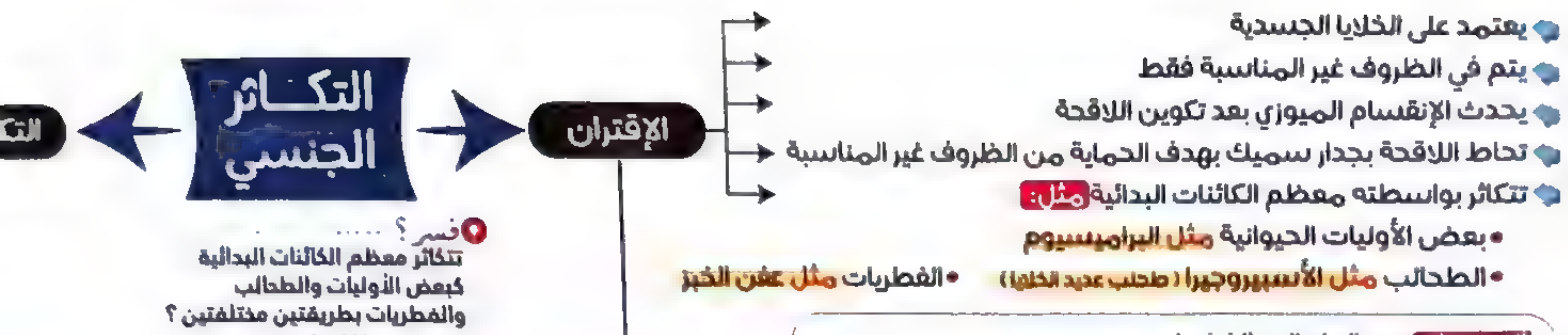 يعتمد على الخلايا الجسدية
يتم في الظروف غير المناسبة فقط
يحدث الإنقسام الميوزي بعد تكوين اللاقحة
تحاط اللاقحة بجدار سميك بهدف الحماية من الظروف غير المناسبة
تتكاثر بواسطته معظم الكائنات البدائية مثل:
• بعض الأوليات الحيوانية مثل البراميسيوم
• الطحالب مثل الأسبيروجيرا (طحلب عديد الخلايا) • الفطريات مثل عفن الخبز
الإقتران
التكاثر
الجنسي
فسر ؟ .....
تتكاثر معظم الكائنات البدائية
كبعض الأوليات والطحالب
والفطريات بطريقتين مختلفتين ؟